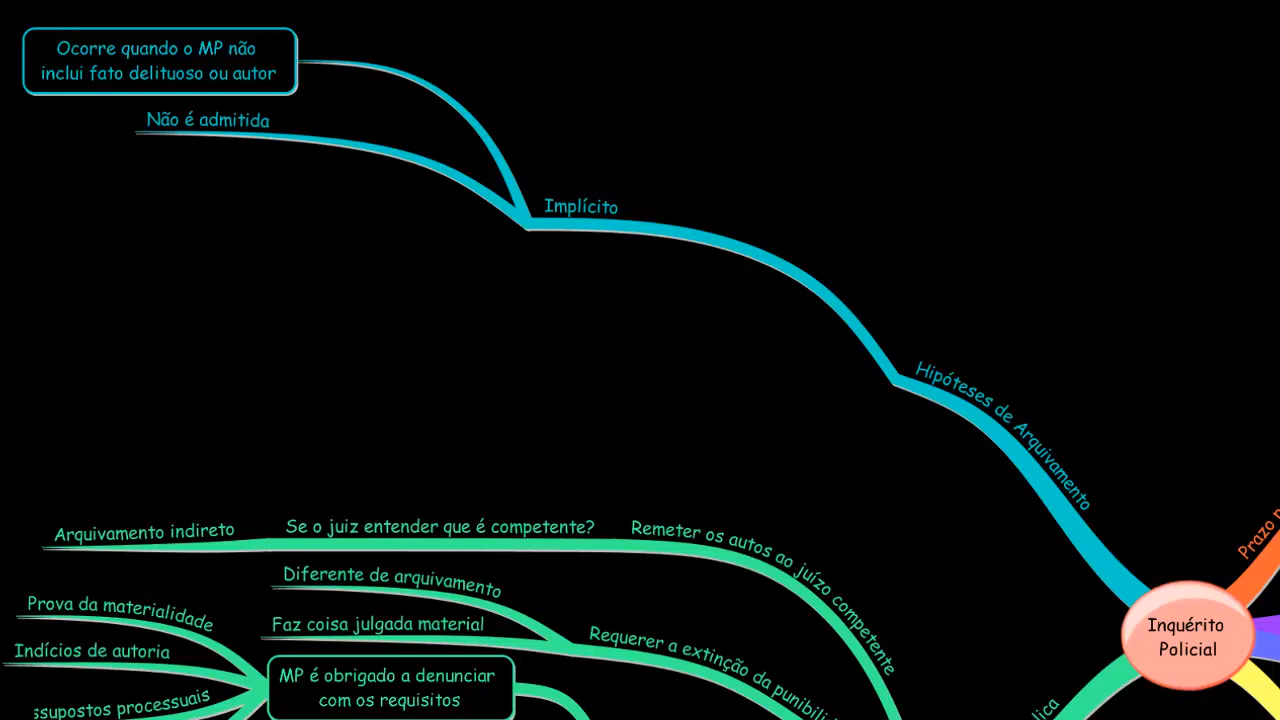 Ocorre quando o MP não
inclui fato delituoso ou autor
Não é admitida
Implícito
Hipóteses de Arquivamento
Arquivamento indireto
Se o juiz entender que é competente?
Remeter os autos ao juízo competente
Diferente de arquivamento
Faz coisa julgada material
Requerer a extinção da
Prova da materialidade
Indícios de autoria
processuais
MP é obrigado a denunciar
com os requisitos
Inquérito
Policial
Prazo